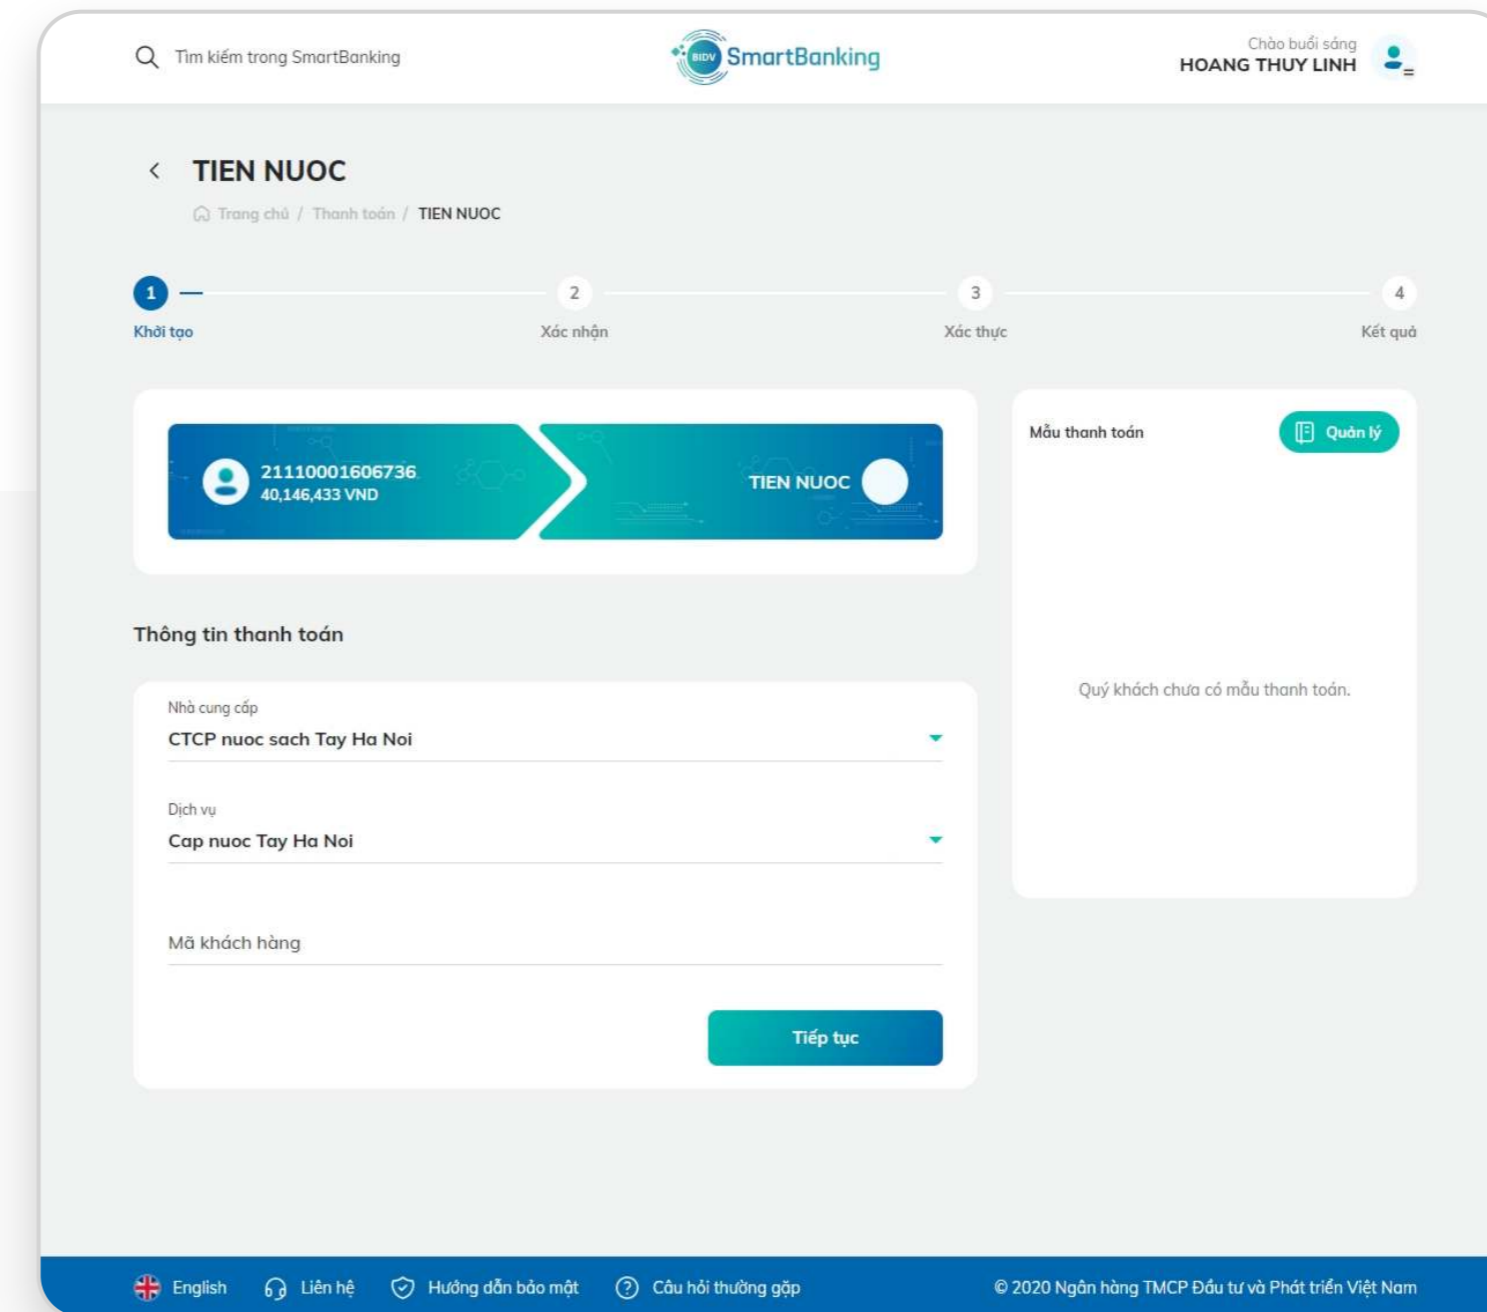 Tìm kiếm trong SmartBanking
BIDV SmartBanking
Chào buổi sáng
HOANG THUY LINH
TIEN NUOC
Trang chủ / Thanh toán / TIEN NUOC
1 2 3 4
Khởi tạo Xác nhận Xác thực Kết quả
21110001606736
40,146,433 VND
TIEN NUOC
Mẫu thanh toán
Quản lý
Quý khách chưa có mẫu thanh toán.
Thông tin thanh toán
Nhà cung cấp
CTCP nuoc sach Tay Ha Noi
Dịch vụ
Cap nuoc Tay Ha Noi
Mã khách hàng
Tiếp tục
English Liên hệ Hướng dẫn bảo mật Câu hỏi thường gặp © 2020 Ngân hàng TMCP Đầu tư và Phát triển Việt Nam